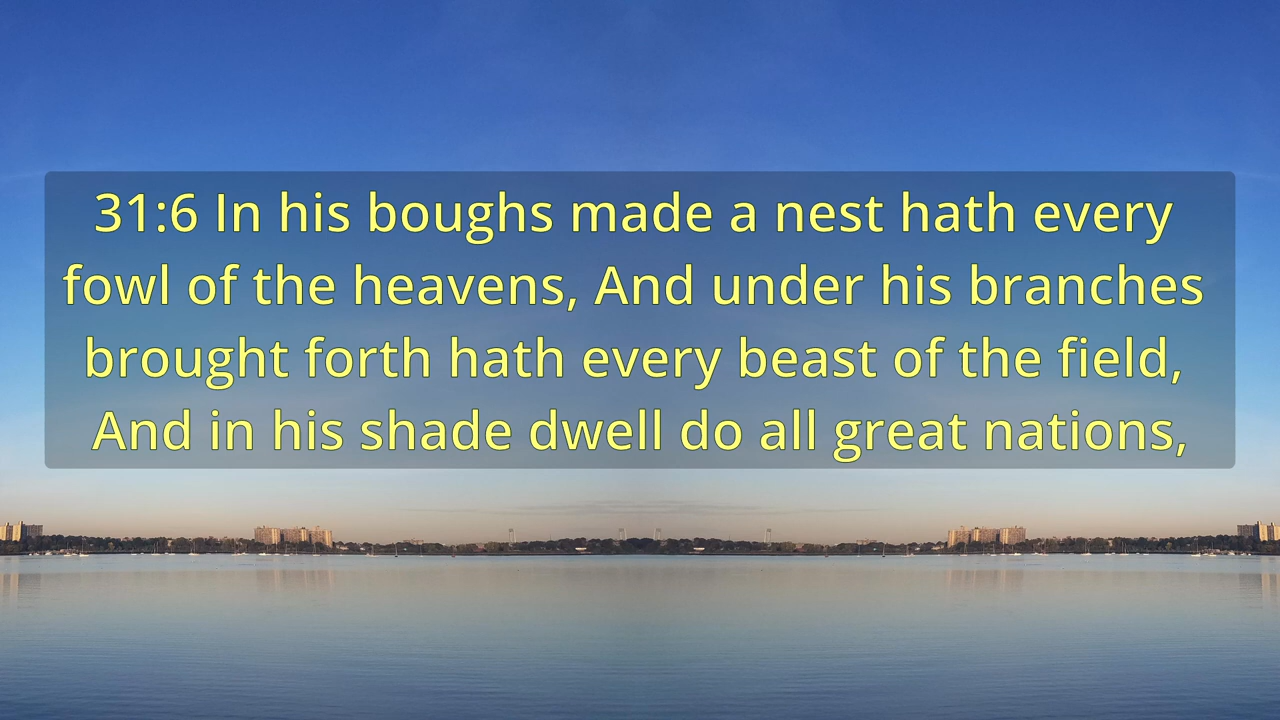 31:6 In his boughs made a nest hath every
fowl of the heavens, And under his branches
brought forth hath every beast of the field,
And in his shade dwell do all great nations,